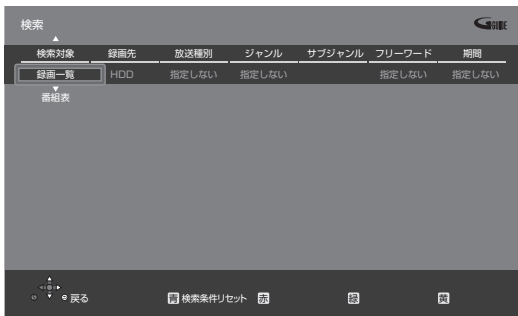 検索
GGUIDE
検索対象 録画先 放送種別 ジャンル サブジャンル フリーワード 期間
録画一覧 HDD 指定しない 指定しない 指定しない 指定しない
番組表
戻る 青 検索条件リセット 赤 緑 黄